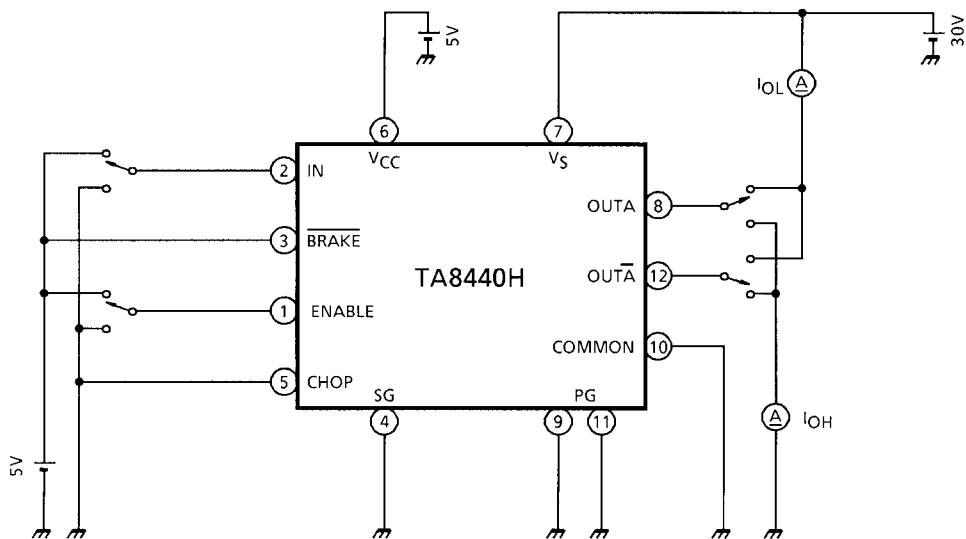 5V
30V
IOL
A
6
7
VCC
VS
2
IN
OUTA
8
3
BRAKE
TA8440H
OUTA
12
1
ENABLE
COMMON
10
5
CHOP
SG
PG
4
9
11
A
IOH
5V